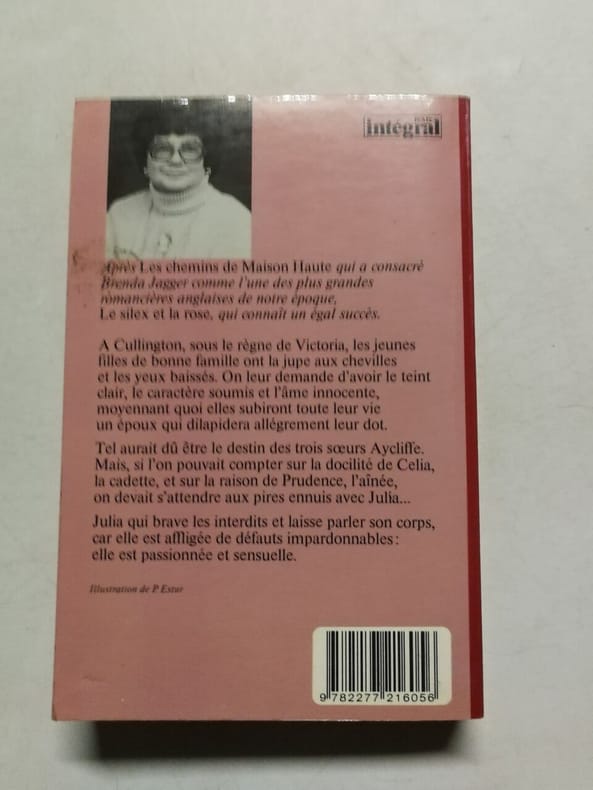 texte
intégral
Après Les chemins de Maison Haute qui a consacré
Brenda Jagger comme l'une des plus grandes
romancières anglaises de notre époque,
Le silex et la rose, qui connaît un égal succès.
A Cullington, sous le règne de Victoria, les jeunes
filles de bonne famille ont la jupe aux chevilles
et les yeux baissés. On leur demande d'avoir le teint
clair, le caractère soumis et l'âme innocente,
moyennant quoi elles subiront toute leur vie
un époux qui dilapidera allégrement leur dot.
Tel aurait dû être le destin des trois sœurs Aycliffe.
Mais, si l'on pouvait compter sur la docilité de Celia,
la cadette, et sur la raison de Prudence, l'aînée,
on devait s'attendre aux pires ennuis avec Julia...
Julia qui brave les interdits et laisse parler son corps,
car elle est affligée de défauts impardonnables :
elle est passionnée et sensuelle.
Illustration de P. Estur
9 782277 216056